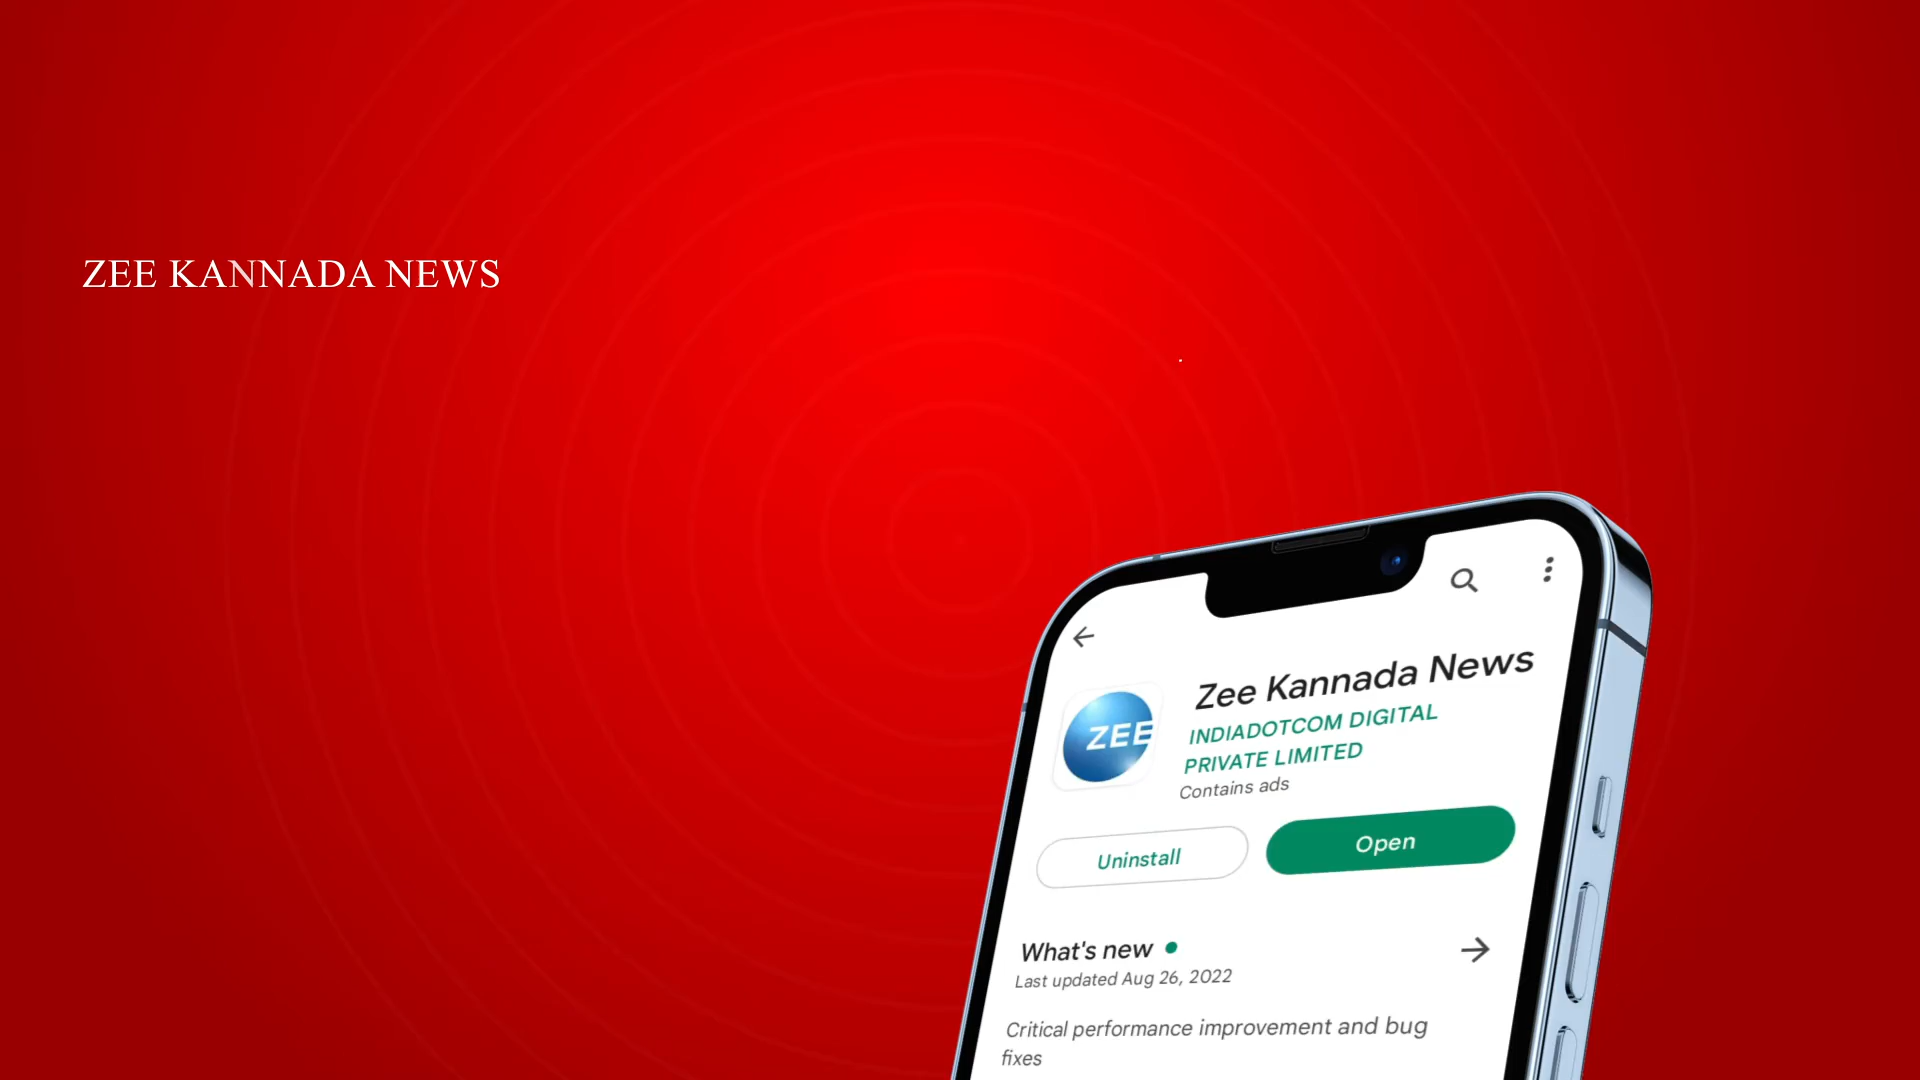 ZEE KANNADA NEWS
Zee Kannada News
ZEE
INDIADOTCOM DIGITAL
PRIVATE LIMITED
Contains ads
Uninstall
Open
What's new
Last updated Aug 26, 2022
Critical performance improvement and bug
fixes